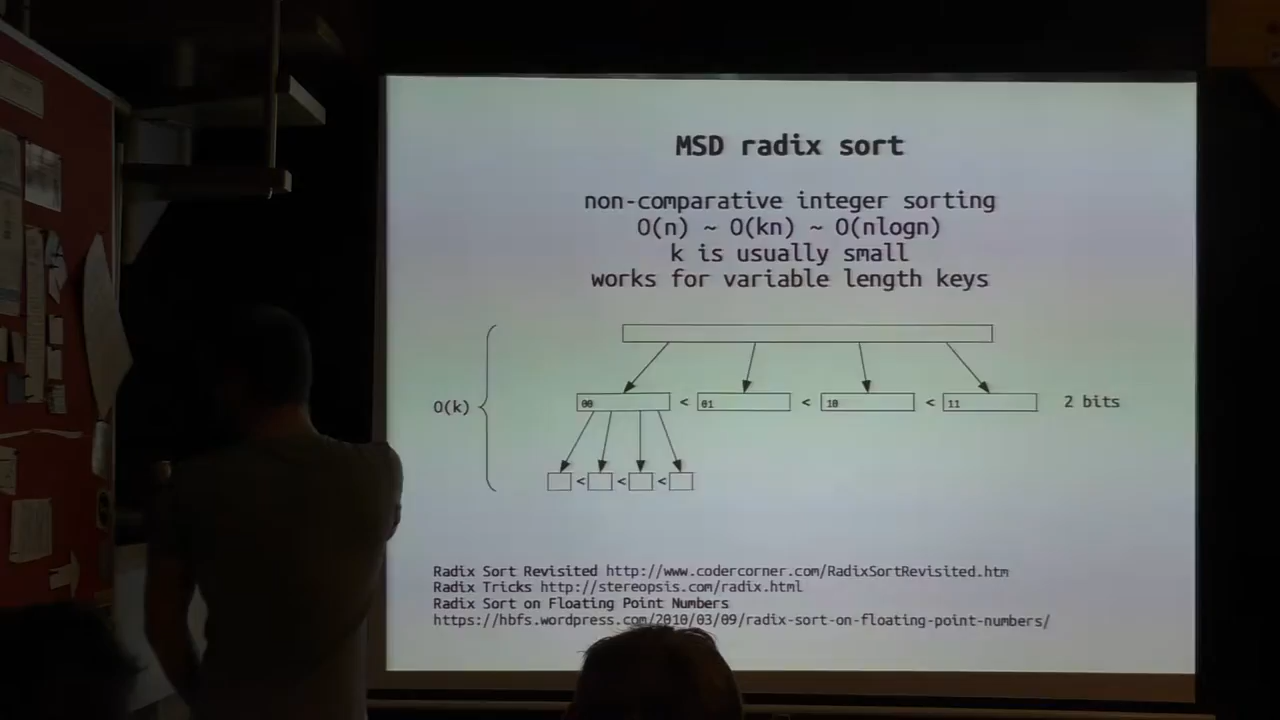 MSD radix sort
non-comparative integer sorting
O(n) ~ O(kn) ~ O(nlogn)
k is usually small
works for variable length keys
O(k)
00 < 01 < 10 < 11 2 bits
< < <
Radix Sort Revisited http://www.codercorner.com/RadixSortRevisited.htm
Radix Tricks http://stereopsis.com/radix.html
Radix Sort on Floating Point Numbers
https://hbfs.wordpress.com/2010/03/09/radix-sort-on-floating-point-numbers/